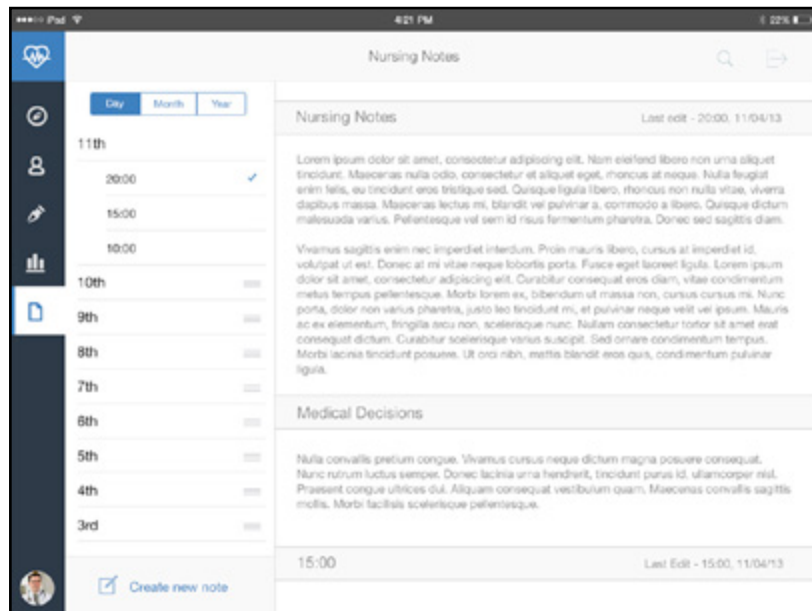 iPad
4:21 PM
22%
Nursing Notes
Day Month Year
11th
20:00
15:00
10:00
10th
9th
8th
7th
6th
5th
4th
3rd
Create new note
Nursing Notes
Last edit - 20:00, 11/04/13
Lorem ipsum dolor sit amet, consectetur adipiscing elit. Nam eleifend libero non urna aliquet
tincidunt. Maecenas nulla odio, consectetur et aliquet eget, rhoncus at neque. Nulla feugiat
enim felis, eu tincidunt eros tristique sed. Quisque ligula libero, rhoncus non nulla vitae, viverra
dapibus massa. Maecenas lectus mi, blandit vel pulvinar a, commodo a libero. Quisque dictum
malesuada varius. Pellentesque vel sem id risus fermentum pharetra. Donec sed sagittis diam.
Vivamus sagittis enim nec imperdiet interdum. Proin mauris libero, cursus at imperdiet id,
volutpat ut est. Donec at mi vitae neque lobortis porta. Fusce eget laoreet ligula. Lorem ipsum
dolor sit amet, consectetur adipiscing elit. Curabitur consequat eros diam, vitae condimentum
metus tempus pellentesque. Morbi lorem ex, bibendum ut massa non, cursus cursus mi. Nunc
porta, dolor non varius pharetra, justo leo tincidunt mi, et pulvinar neque velit vel ipsum. Mauris
ac ex elementum, fringilla arcu non, scelerisque nunc. Nullam consectetur tortor sit amet erat
consequat dictum. Curabitur scelerisque varius suscipit. Sed ornare condimentum tempus.
Morbi lacinia tincidunt posuere. Ut orci nibh, mattis blandit eros quis, condimentum pulvinar
ligula.
Medical Decisions
Nulla convallis pretium congue. Vivamus cursus neque dictum magna posuere consequat.
Nunc rutrum luctus semper. Donec lacinia urna hendrerit, tincidunt purus id, ullamcorper nisl.
Praesent congue ultrices dui. Aliquam consequat vestibulum quam. Maecenas convallis sagittis
mollis. Morbi facilisis scelerisque pellentesque.
15:00
Last Edit - 15:00, 11/04/13